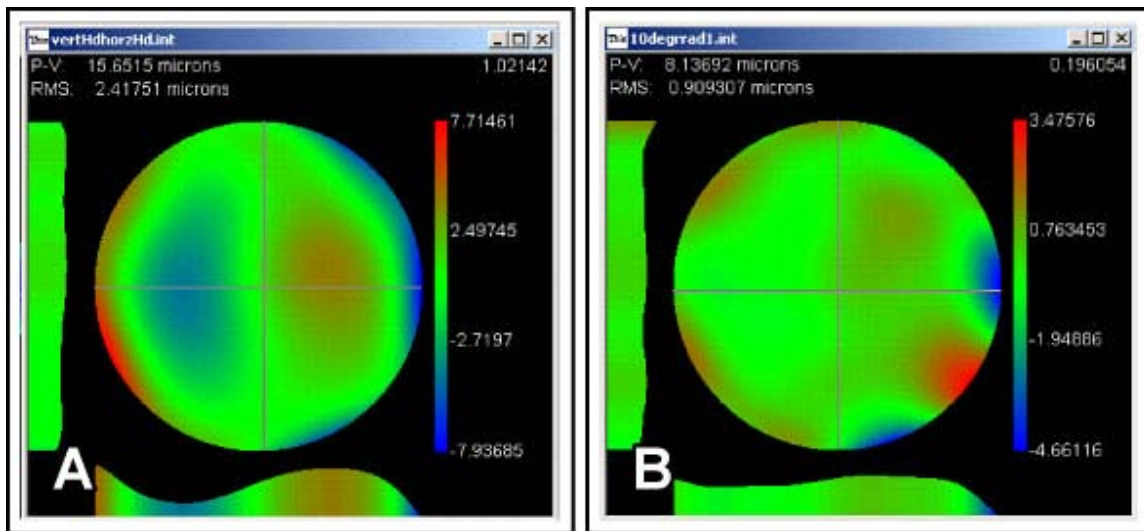 vertHdhorzHd.int
P-V: 15.6515 microns 1.02142
RMS: 2.41751 microns
7.71461
2.49745
-2.7197
-7.93685
A
10degrrad1.int
P-V: 8.13692 microns 0.196054
RMS: 0.909307 microns
3.47576
0.763453
-1.94886
-4.66116
B